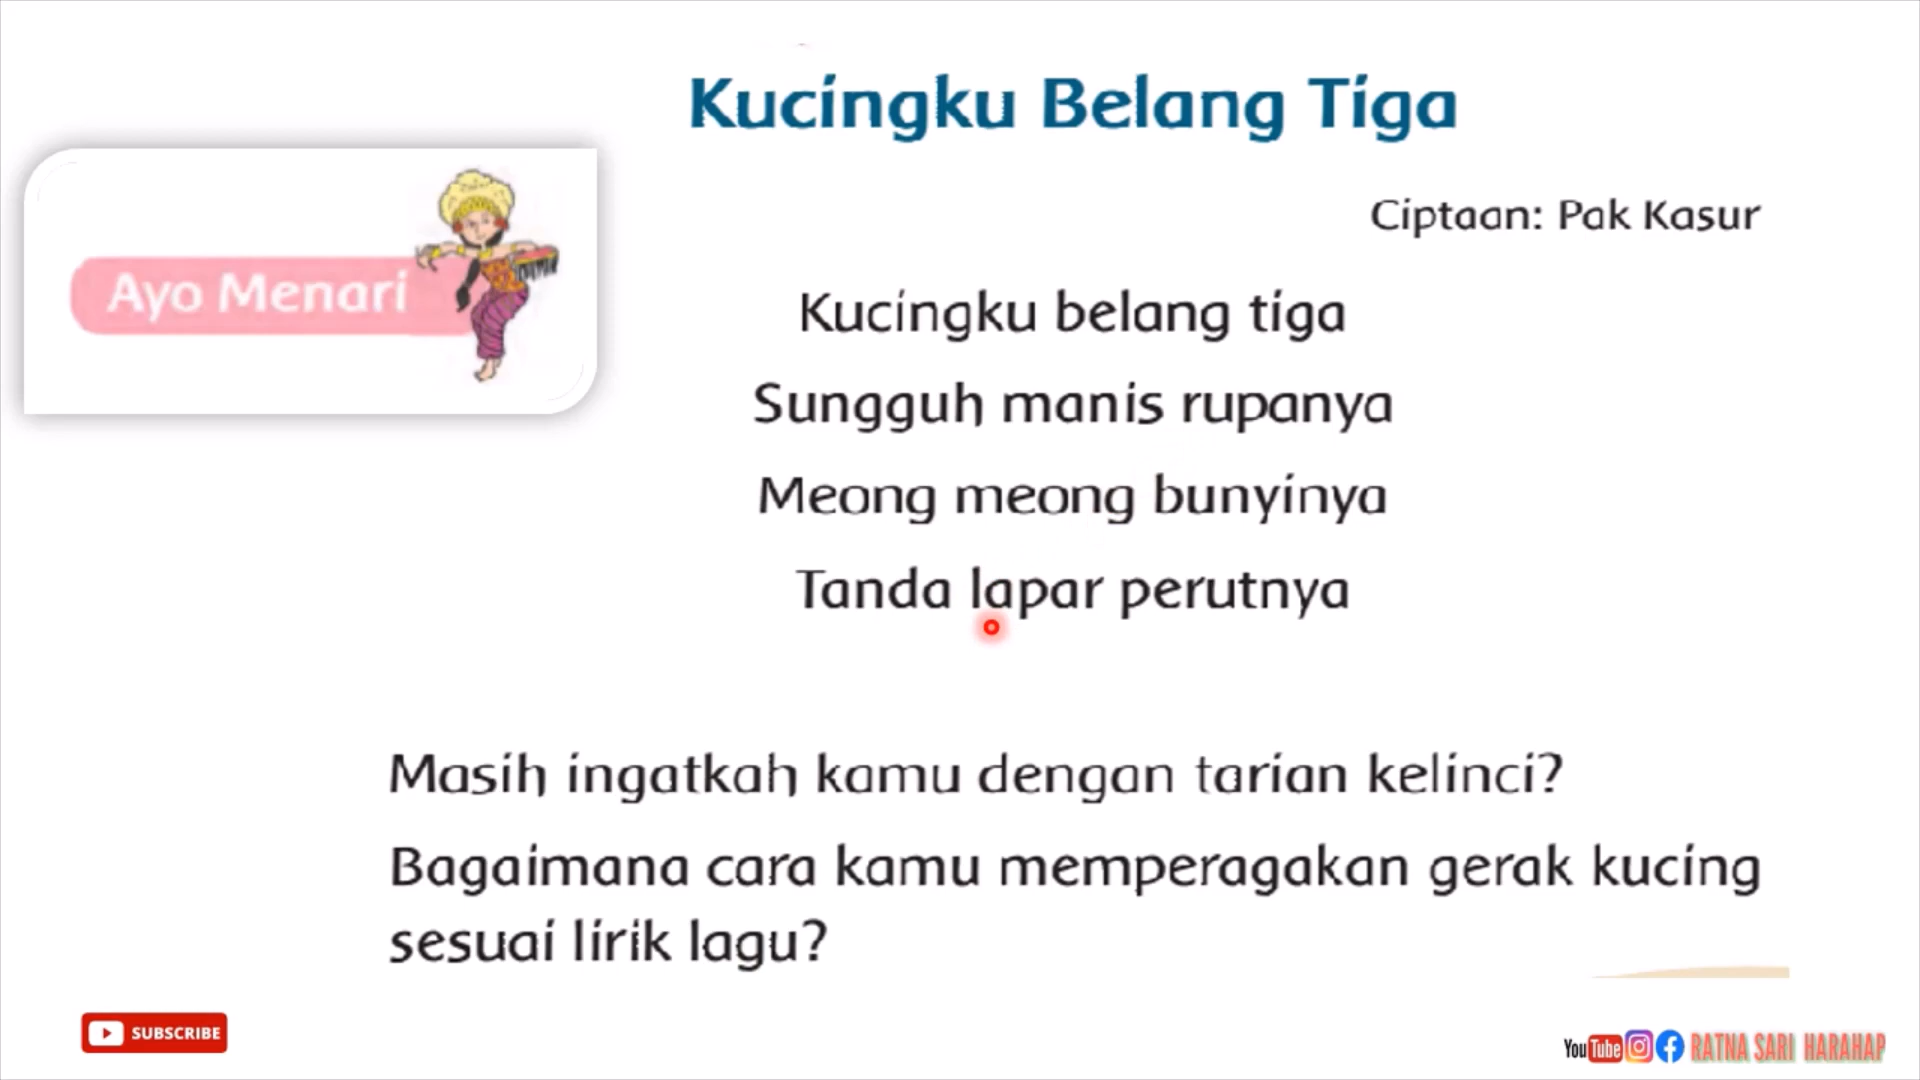 Kucingku Belang Tiga
Ciptaan: Pak Kasur
Ayo Menari
Kucingku belang tiga
Sungguh manis rupanya
Meong meong bunyinya
Tanda lapar perutnya
Masih ingatkah kamu dengan tarian kelinci?
Bagaimana cara kamu memperagakan gerak kucing
sesuai lirik lagu?
SUBSCRIBE
YouTube RATNA SARI HARAHAP